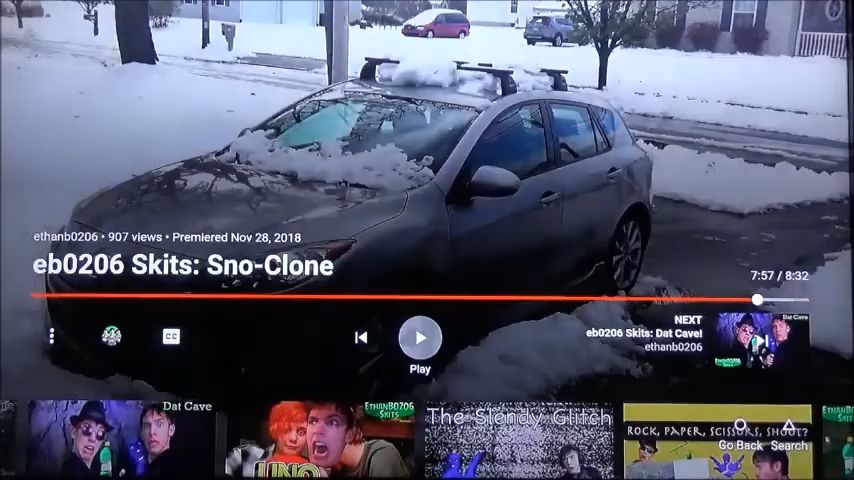 ethanb0206 • 907 views • Premiered Nov 28, 2018
eb0206 Skits: Sno-Clone
7:57 / 8:32
CC
Play
NEXT
eb0206 Skits: Dat Cave!
ethanb0206
Dat Cave
Dat Cave
EthanB0206
Skits
UNO
The Slendy Glitch
ROCK, PAPER, SCISSORS, SHOOT?
Go Back
Search